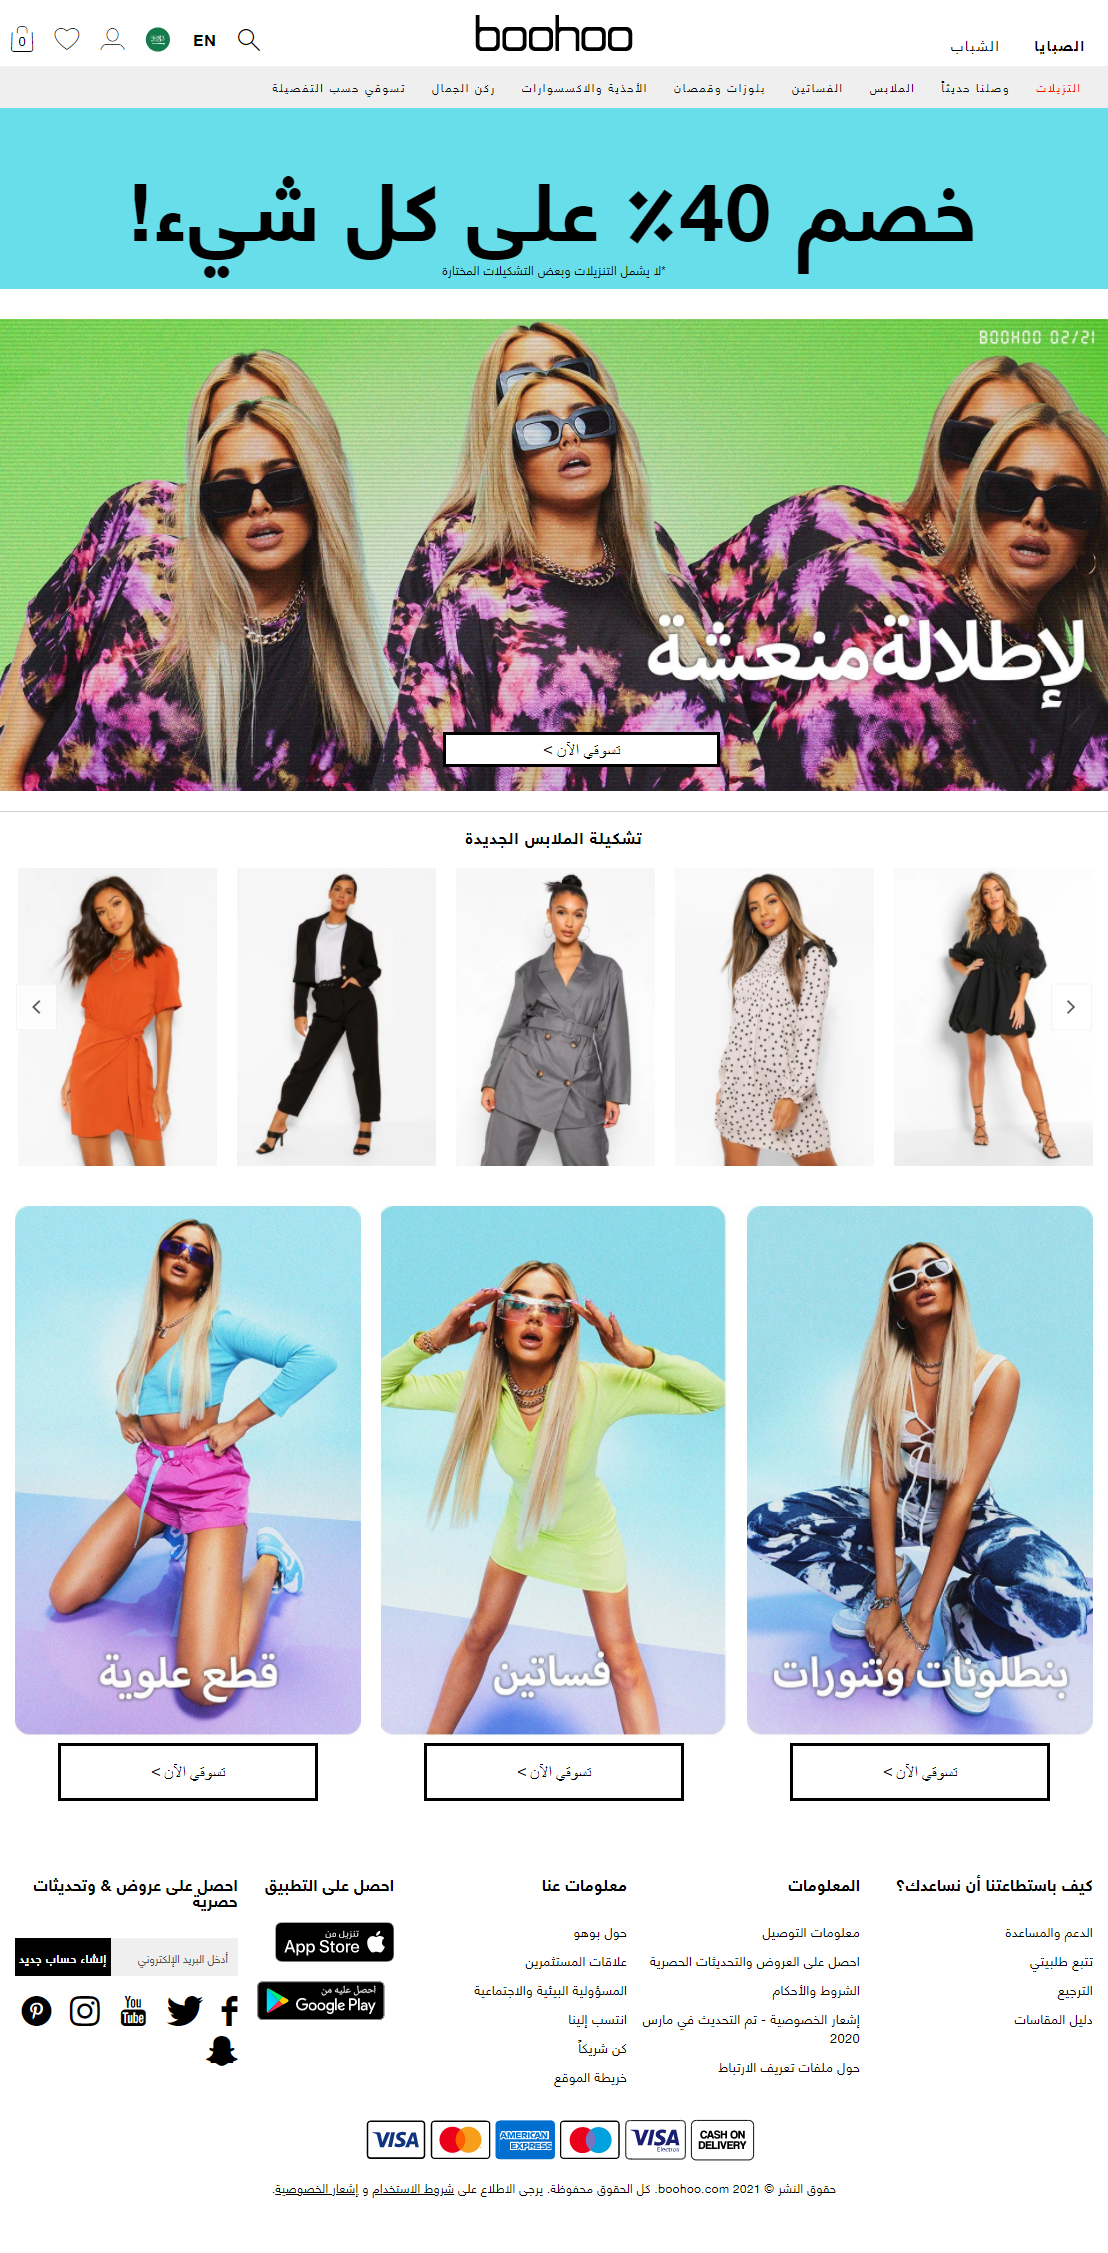 boohoo
الصبايا
الشباب
EN
0
التنزيلات
وصلنا حديثاً
الملابس
الفساتين
بلوزات وقمصان
الأحذية والاكسسوارات
ركن الجمال
تسوقي حسب التفصيلة
خصم 40٪ على كل شيء!
*لا يشمل التنزيلات وبعض التشكيلات المختارة
BOOHOO 02/21
لإطلالة منعشة
تسوقي الآن >
تشكيلة الملابس الجديدة
بنطلونات وتنورات
فساتين
قطع علوية
تسوقي الآن >
تسوقي الآن >
تسوقي الآن >
كيف باستطاعتنا أن نساعدك؟
الدعم والمساعدة
تتبع طلبيتي
الترجيع
دليل المقاسات
المعلومات
معلومات التوصيل
احصل على العروض والتحديثات الحصرية
الشروط والأحكام
إشعار الخصوصية - تم التحديث في مارس
2020
حول ملفات تعريف الارتباط
معلومات عنا
حول بوهو
علاقات المستثمرين
المسؤولية البيئية والاجتماعية
انتسب إلينا
كن شريكاً
خريطة الموقع
احصل على التطبيق
تنزيل من
App Store
احصل عليه من
Google Play
احصل على عروض & وتحديثات
حصرية
أدخل البريد الإلكتروني
إنشاء حساب جديد
You
Tube
VISA
AMERICAN
EXPRESS
VISA
Electron
CASH ON
DELIVERY
حقوق النشر © 2021 boohoo.com. كل الحقوق محفوظة. يرجى الاطلاع على شروط الاستخدام و إشعار الخصوصية.